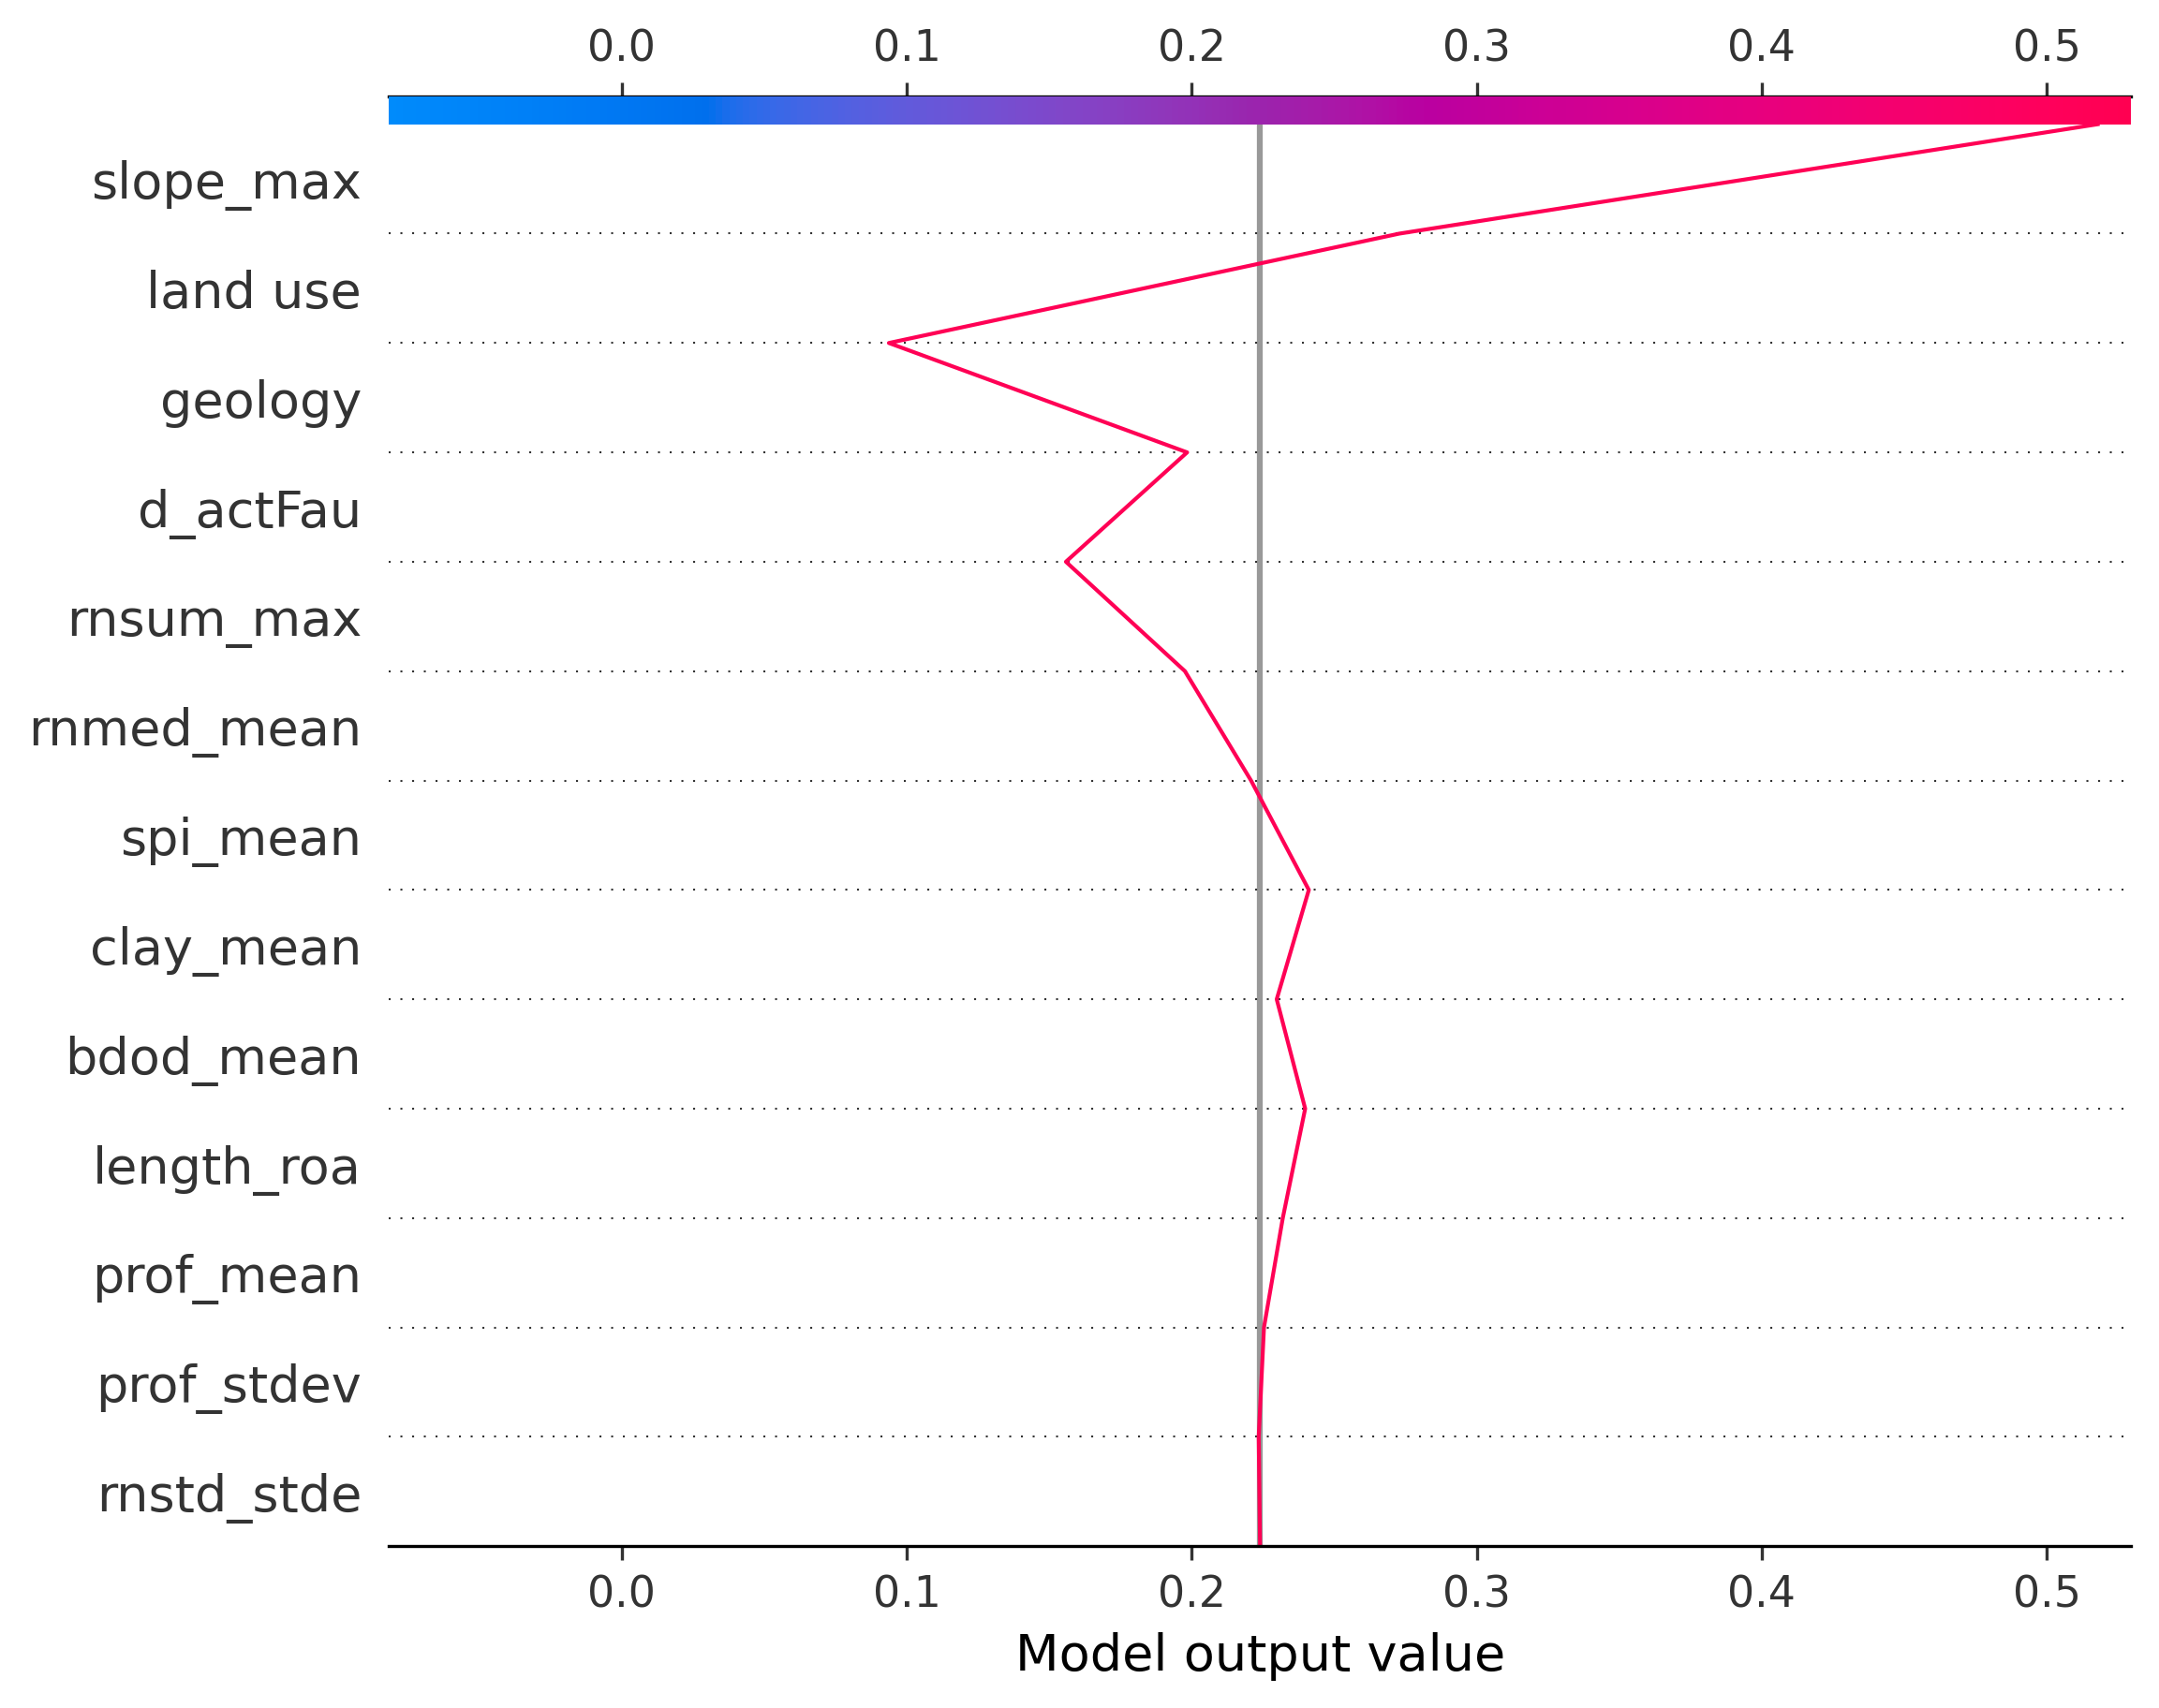 0.0 0.1 0.2 0.3 0.4 0.5
slope_max
land use
geology
d_actFau
rnsum_max
rnmed_mean
spi_mean
clay_mean
bdod_mean
length_roa
prof_mean
prof_stdev
rnstd_stde
0.0 0.1 0.2 0.3 0.4 0.5
Model output value